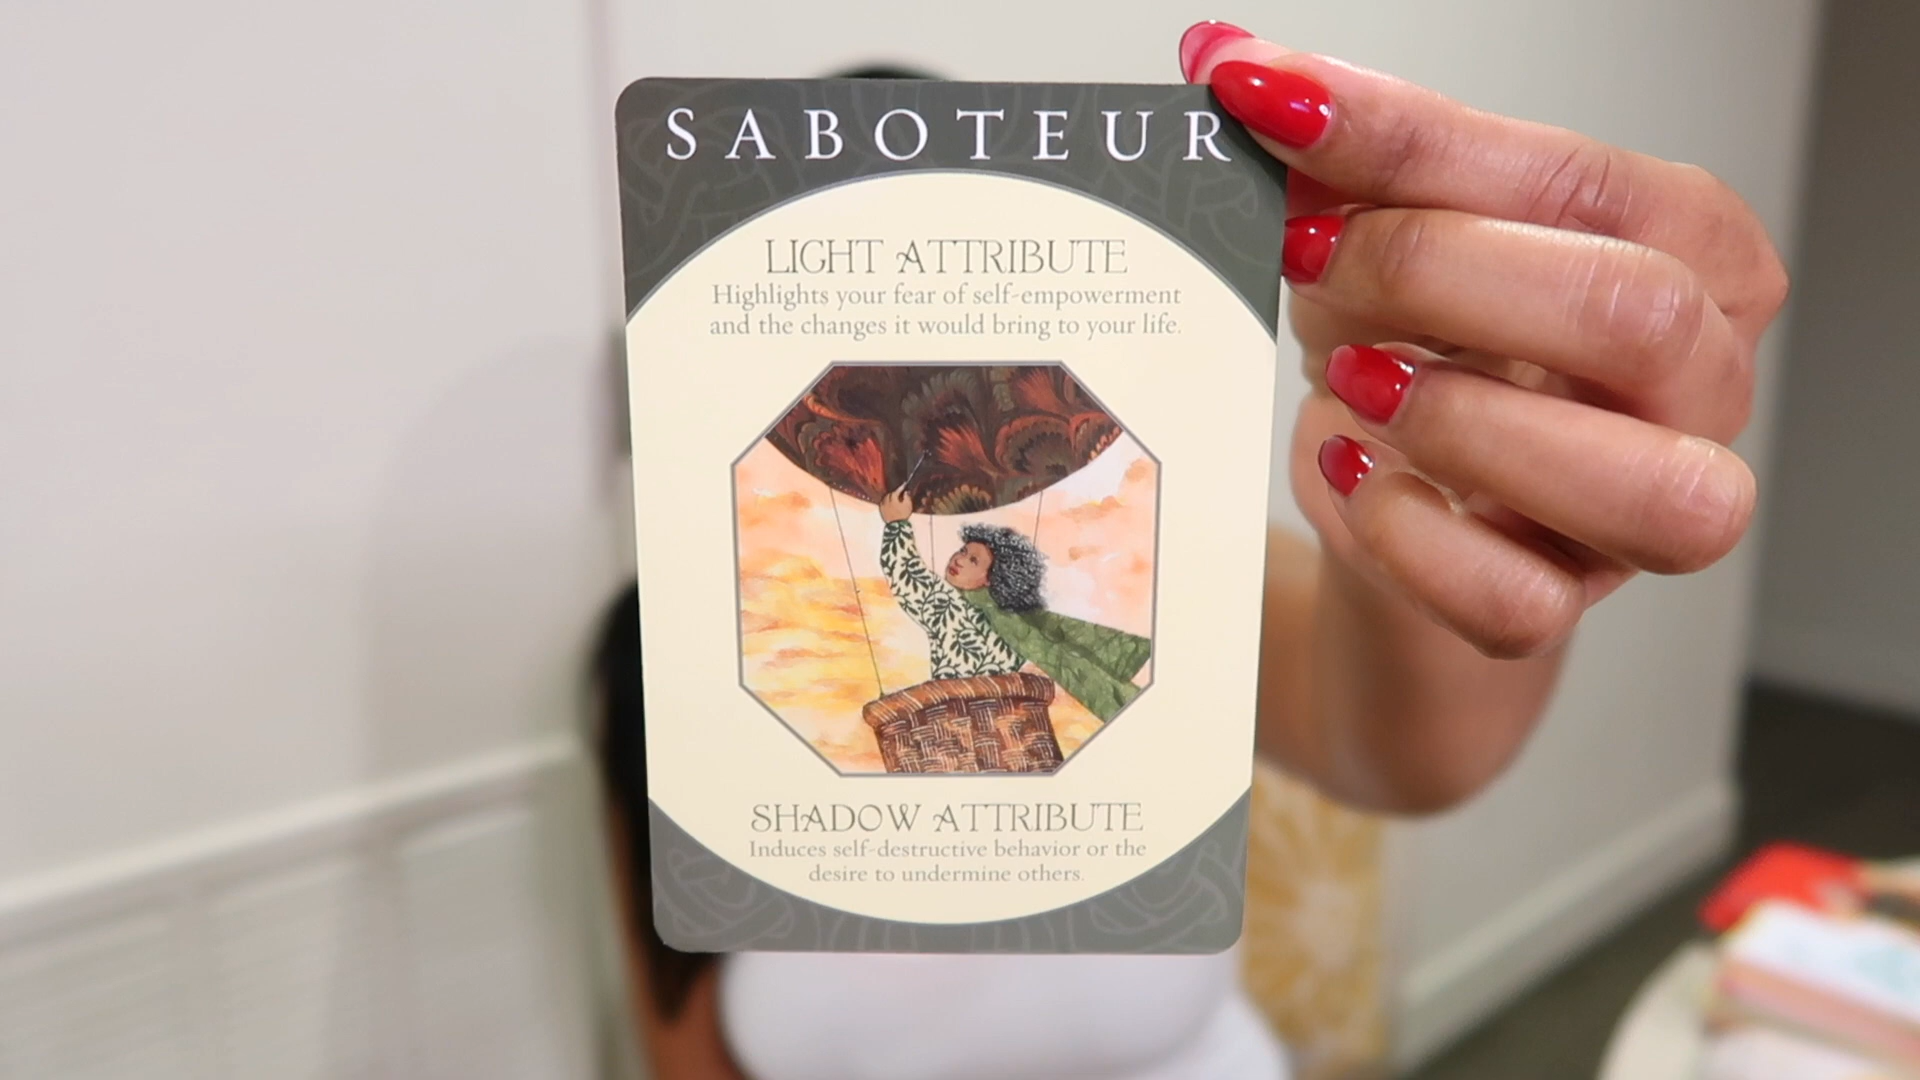 SABOTEUR
LIGHT ATTRIBUTE
Highlights your fear of self-empowerment
and the changes it would bring to your life.
SHADOW ATTRIBUTE
Induces self-destructive behavior or the
desire to undermine others.